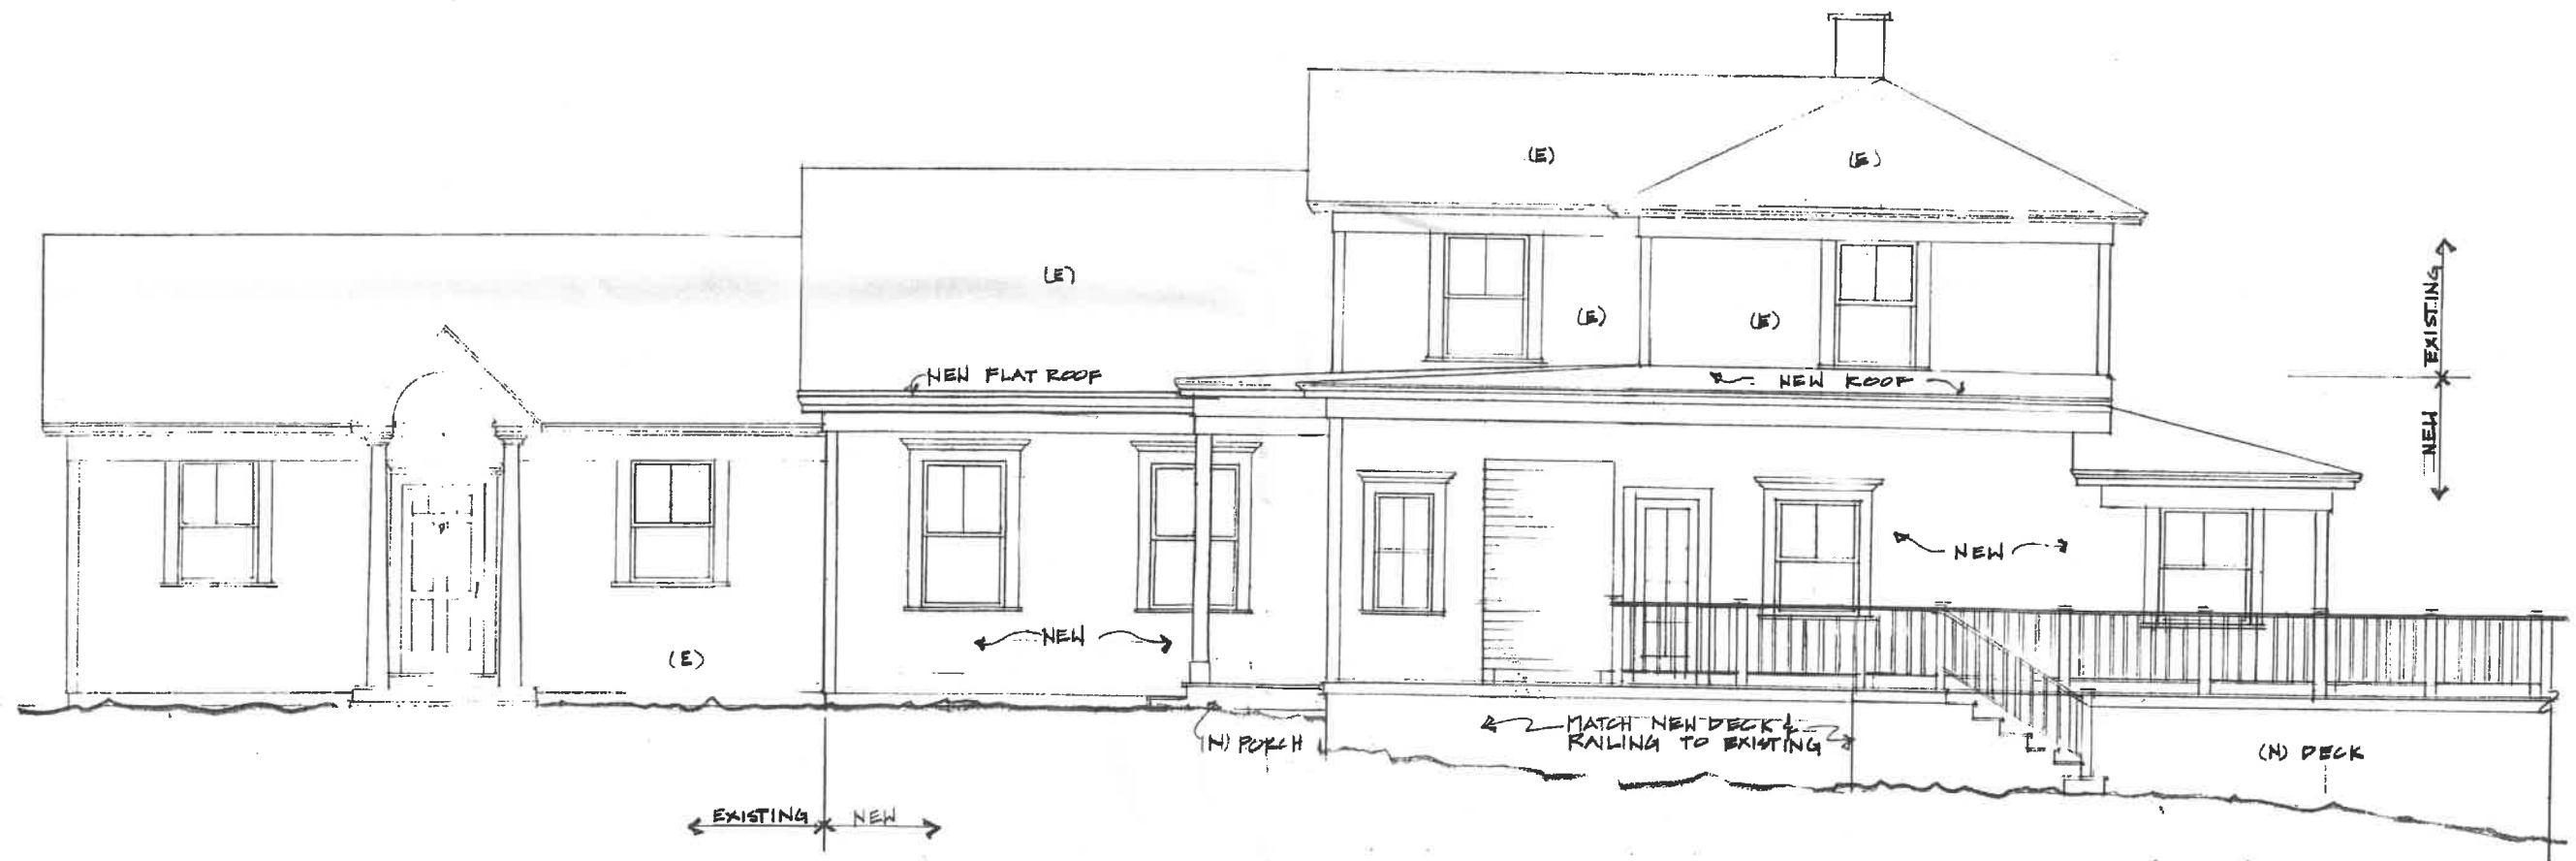 (E)
(E)
(E)
(E)
(E)
EXISTING
NEW FLAT ROOF
NEW ROOF
NEW
NEW
NEW
(E)
(N) PORCH
MATCH NEW DECK &
RAILING TO EXISTING
(N) DECK
EXISTING
NEW